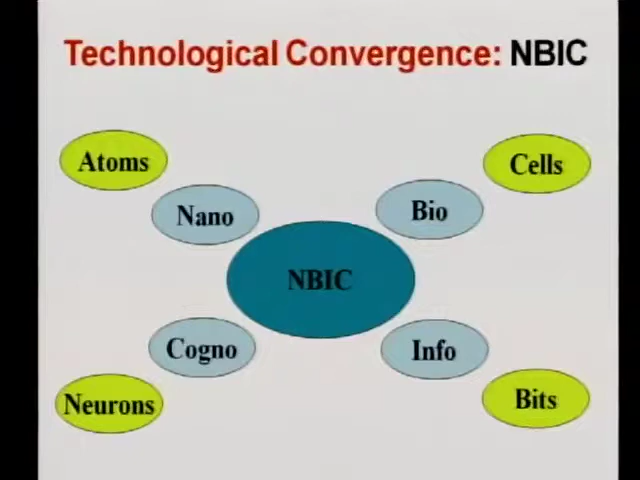 Technological Convergence: NBIC
Atoms
Cells
Nano
Bio
NBIC
Cogno
Info
Neurons
Bits